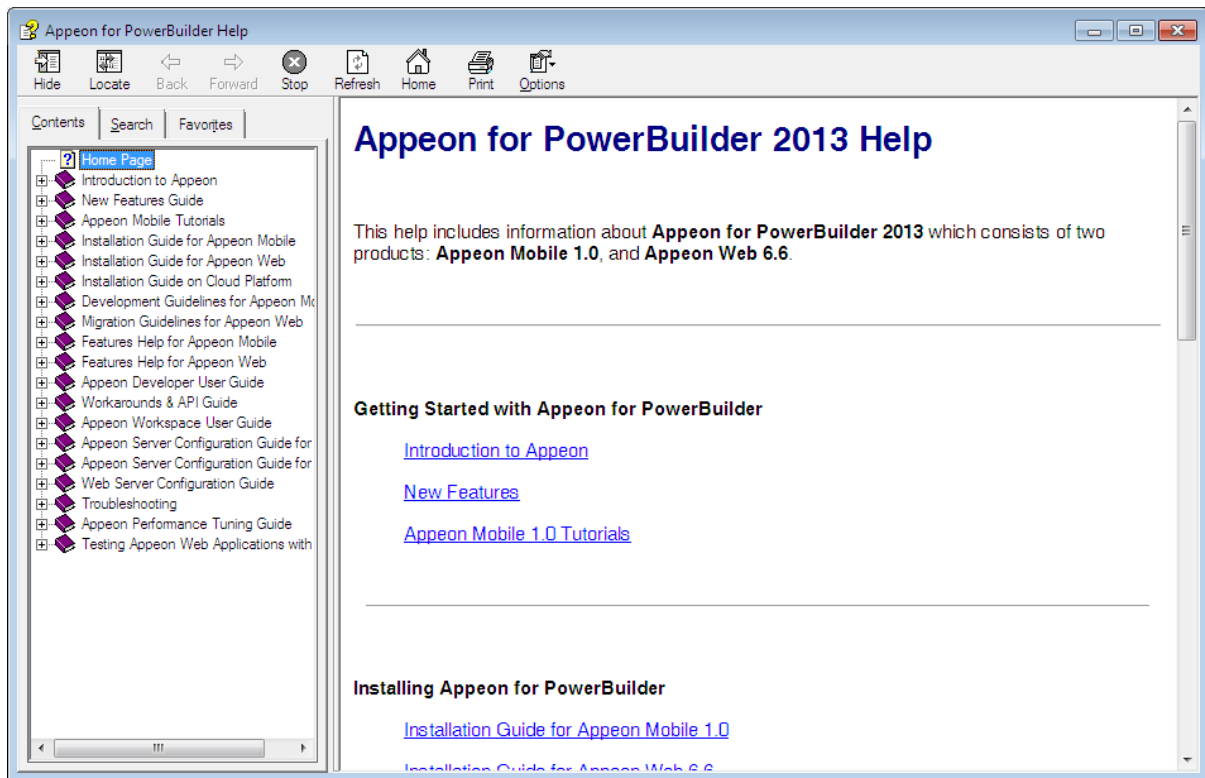 Appeon for PowerBuilder Help
Hide Locate Back Forward Stop Refresh Home Print Options
Contents Search Favorites
Home Page
Introduction to Appeon
New Features Guide
Appeon Mobile Tutorials
Installation Guide for Appeon Mobile
Installation Guide for Appeon Web
Installation Guide on Cloud Platform
Development Guidelines for Appeon Mo
Migration Guidelines for Appeon Web
Features Help for Appeon Mobile
Features Help for Appeon Web
Appeon Developer User Guide
Workarounds & API Guide
Appeon Workspace User Guide
Appeon Server Configuration Guide for
Appeon Server Configuration Guide for
Web Server Configuration Guide
Troubleshooting
Appeon Performance Tuning Guide
Testing Appeon Web Applications with
Appeon for PowerBuilder 2013 Help
This help includes information about Appeon for PowerBuilder 2013 which consists of two
products: Appeon Mobile 1.0, and Appeon Web 6.6.
Getting Started with Appeon for PowerBuilder
Introduction to Appeon
New Features
Appeon Mobile 1.0 Tutorials
Installing Appeon for PowerBuilder
Installation Guide for Appeon Mobile 1.0
Installation Guide for Appeon Web 6.6